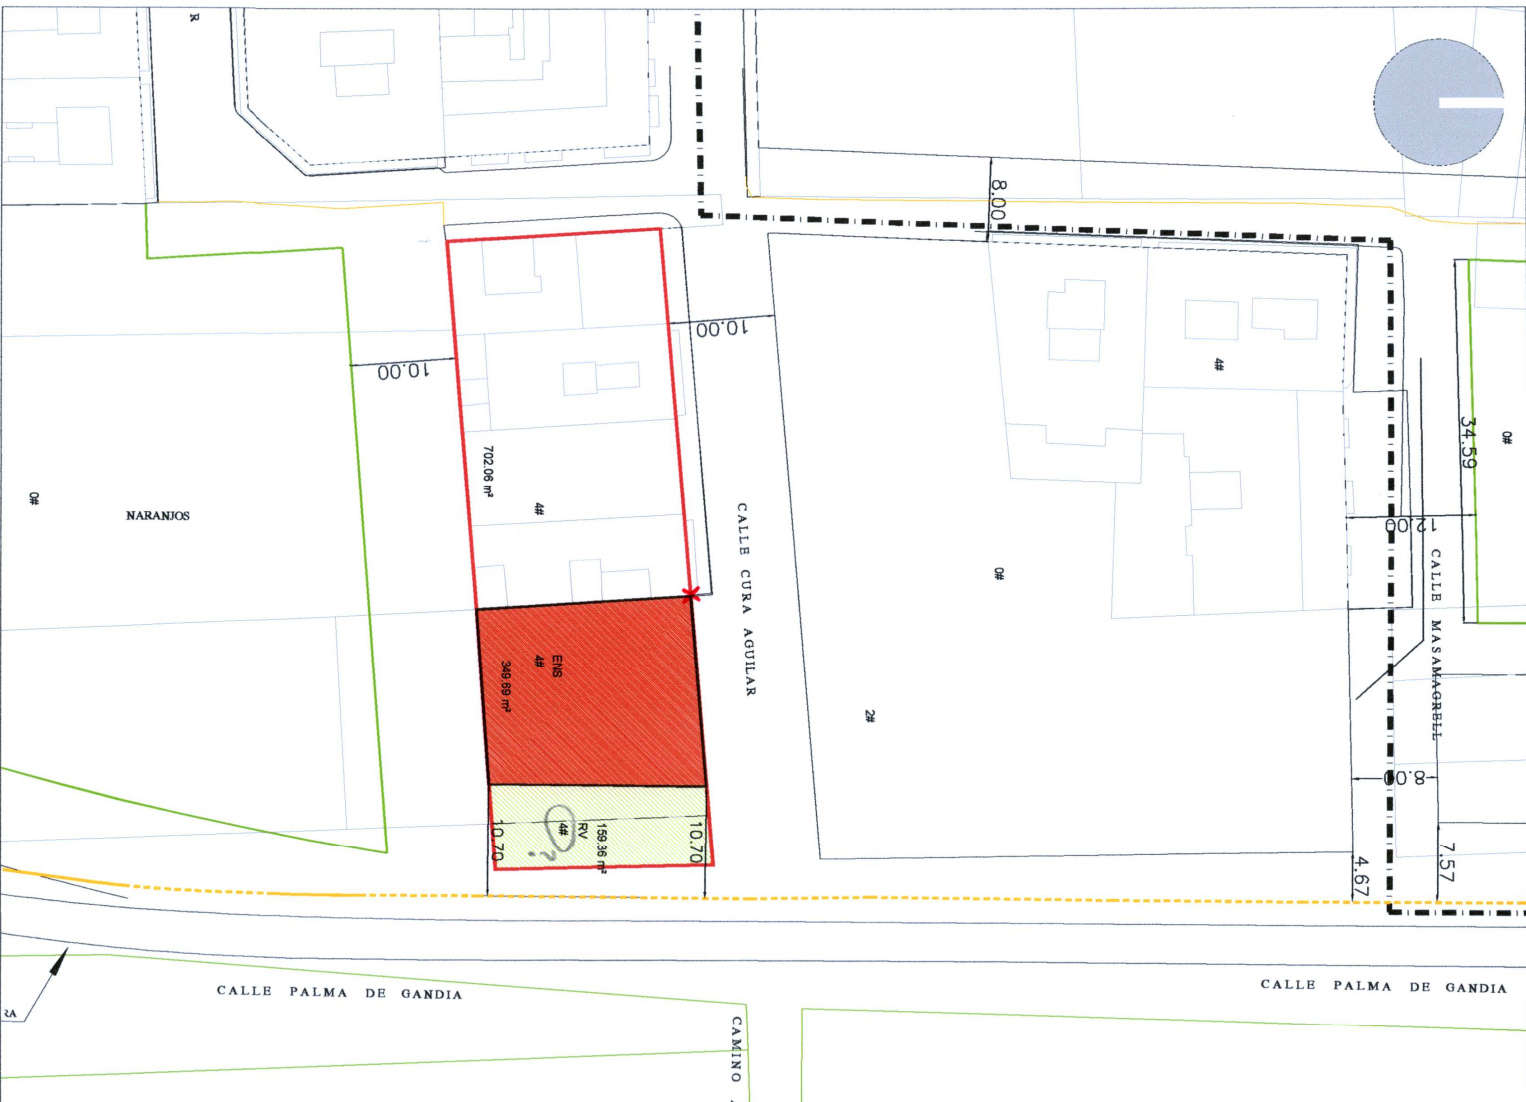 R
8.00
10.00
10.00
34.59
0#
4#
702.06 m²
4#
0#
NARANJOS
12.00
CALLE CURA AGUILAR
CALLE MASAMAGRELL
0#
ENS
4#
349.69 m²
2#
8.00
159.36 m²
RV
4#
?
10.70
10.70
7.57
4.67
CALLE PALMA DE GANDIA
CALLE PALMA DE GANDIA
RA
CAMINO